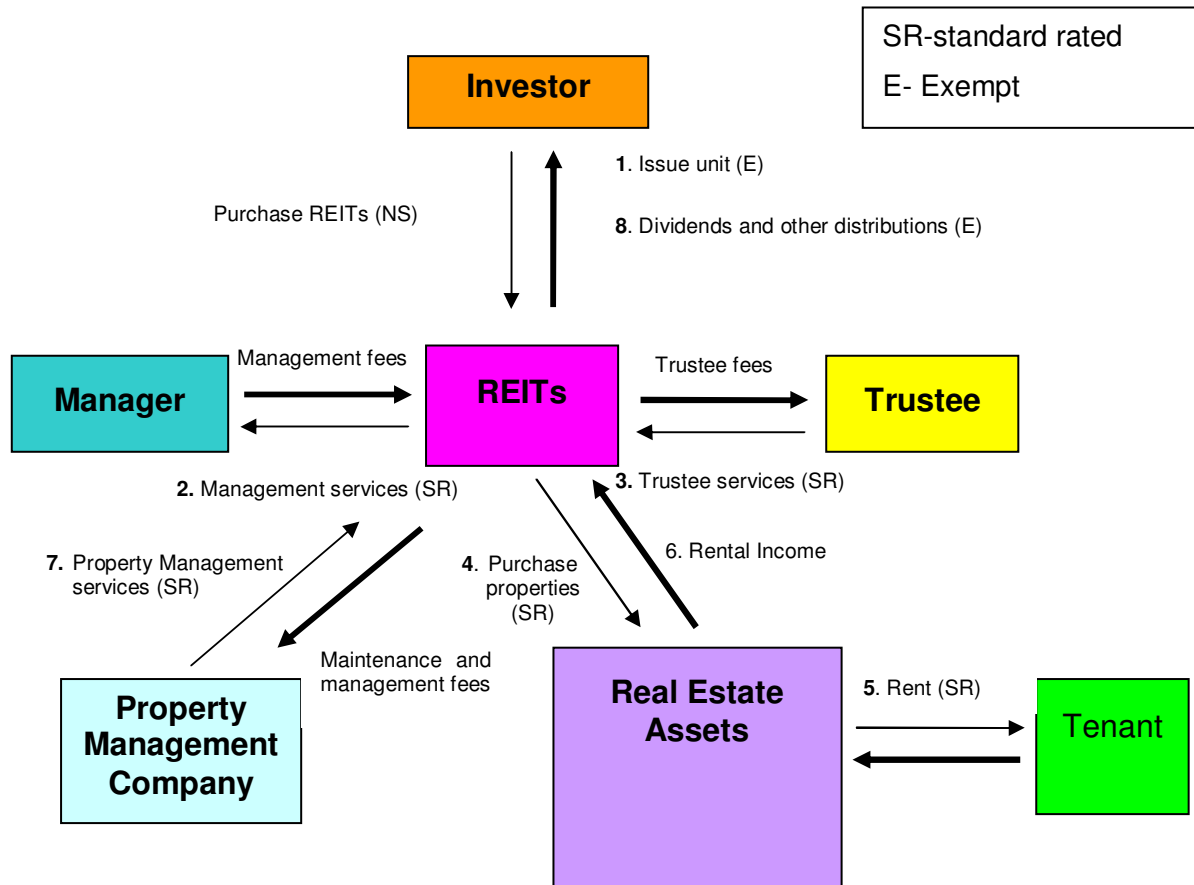 SR-standard rated
E- Exempt
Investor
1. Issue unit (E)
Purchase REITs (NS)
8. Dividends and other distributions (E)
Management fees
Trustee fees
Manager
REITs
Trustee
2. Management services (SR)
3. Trustee services (SR)
7. Property Management
services (SR)
4. Purchase
properties
(SR)
6. Rental Income
Maintenance and
management fees
Property
Management
Company
Real Estate
Assets
5. Rent (SR)
Tenant